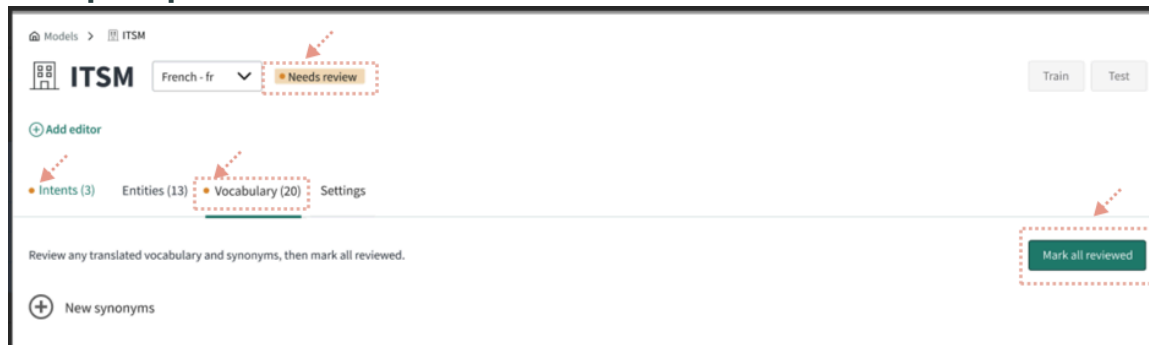 Models > ITSM
ITSM French - fr Needs review Train Test
Add editor
Intents (3) Entities (13) Vocabulary (20) Settings
Review any translated vocabulary and synonyms, then mark all reviewed. Mark all reviewed
New synonyms